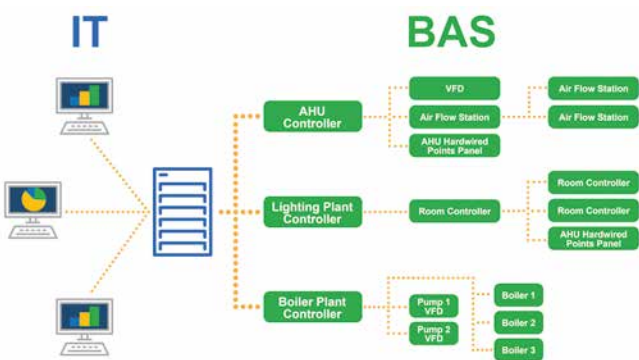 IT
BAS
AHU
Controller
VFD
Air Flow Station
AHU Hardwired
Points Panel
Air Flow Station
Air Flow Station
Lighting Plant
Controller
Room Controller
Room Controller
Room Controller
AHU Hardwired
Points Panel
Boiler Plant
Controller
Pump 1
VFD
Pump 2
VFD
Boiler 1
Boiler 2
Boiler 3